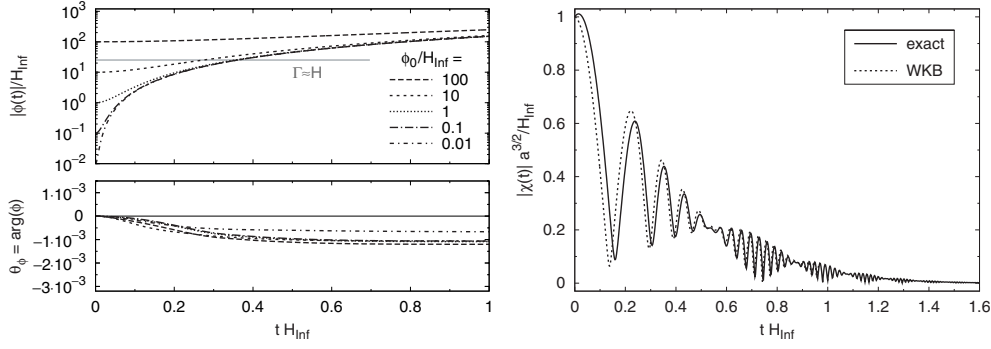 |ϕ(t)|/H_Inf
10³
10²
10¹
10⁰
10⁻¹
10⁻²
Γ≈H
ϕ₀/H_Inf =
100
10
1
0.1
0.01
θ_ϕ = arg(ϕ)
1·10⁻³
0
−1·10⁻³
−2·10⁻³
−3·10⁻³
0 0.2 0.4 0.6 0.8 1
t H_Inf
|χ(t)| a^{3/2}/H_Inf
1
0.8
0.6
0.4
0.2
0
exact
WKB
0 0.2 0.4 0.6 0.8 1 1.2 1.4 1.6
t H_Inf